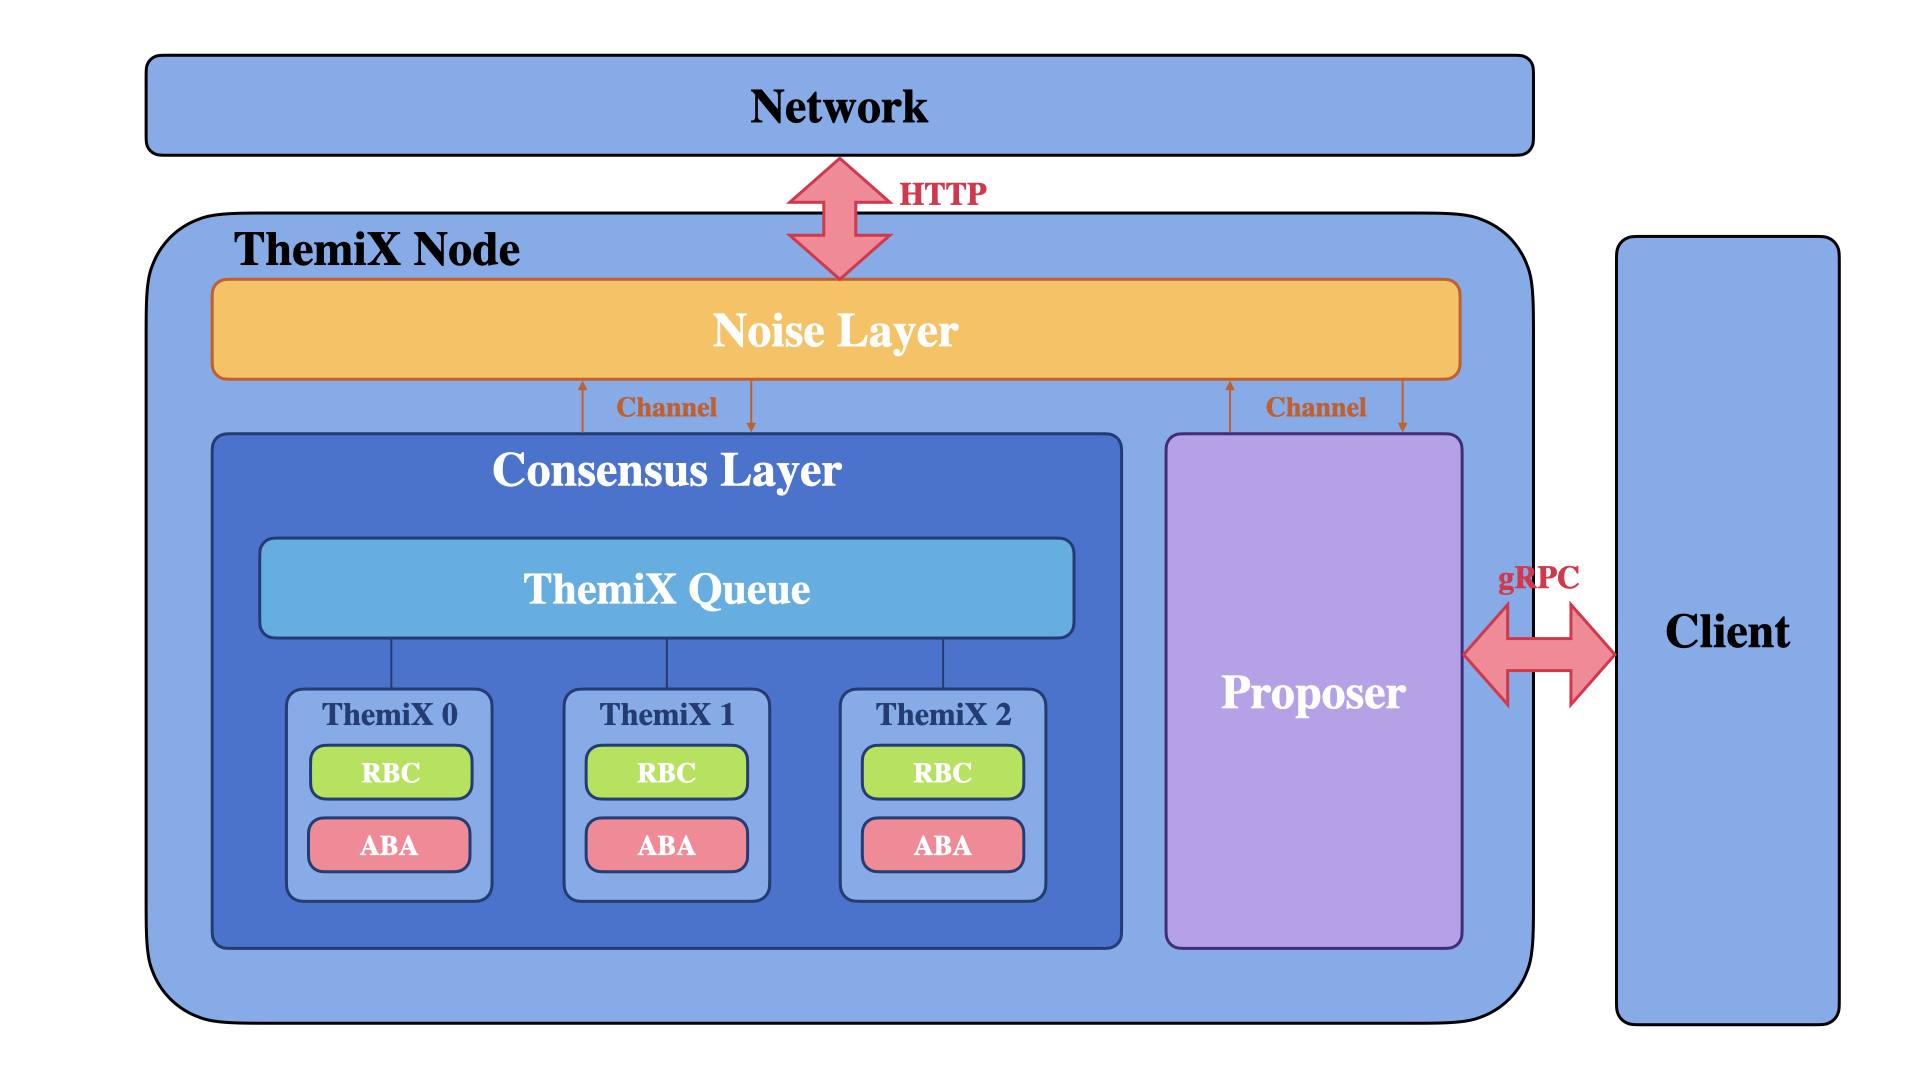 Network
HTTP
ThemiX Node
Noise Layer
Channel
Channel
Consensus Layer
ThemiX Queue
gRPC
Client
Proposer
ThemiX 0
ThemiX 1
ThemiX 2
RBC
RBC
RBC
ABA
ABA
ABA